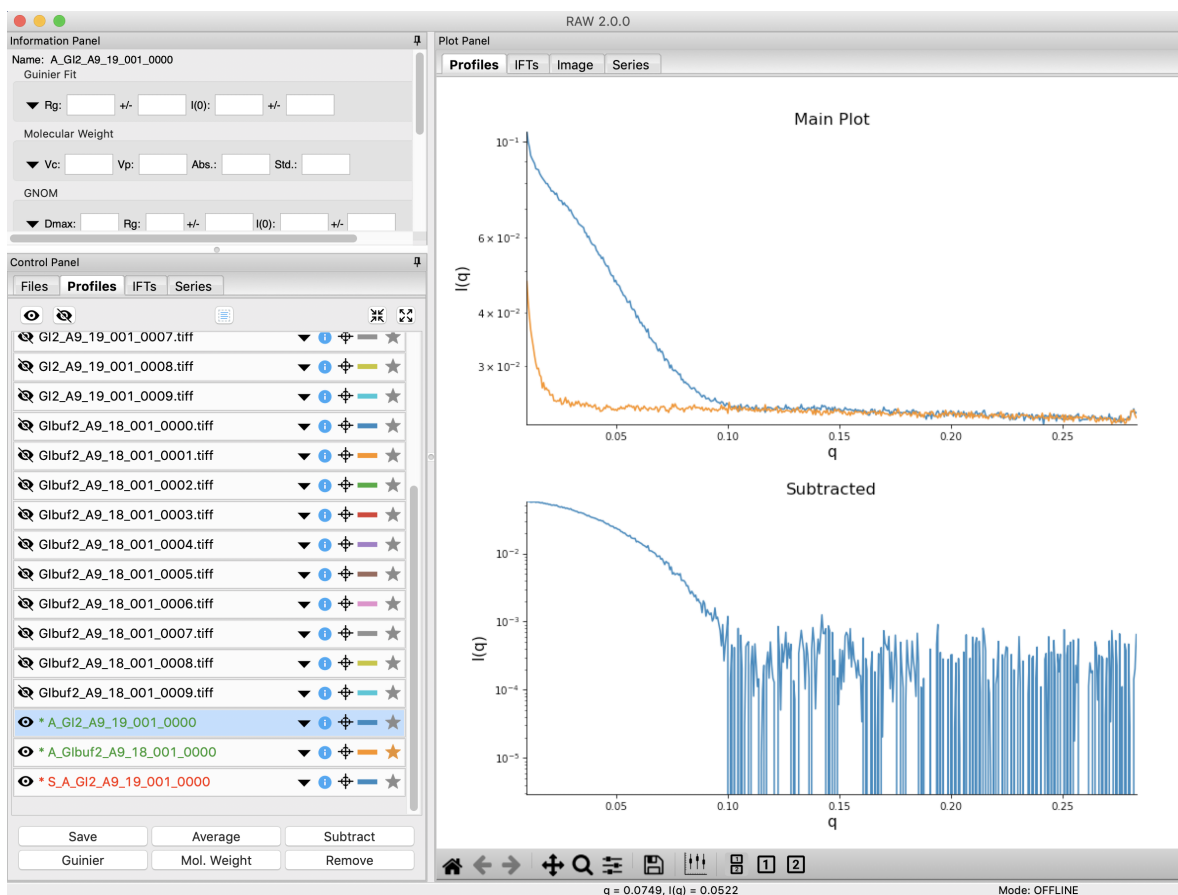 RAW 2.0.0
Information Panel
Name: A_GI2_A9_19_001_0000
Guinier Fit
Rg: +/- I(0): +/-
Molecular Weight
Vc: Vp: Abs.: Std.:
GNOM
Dmax: Rg: +/- I(0): +/-
Control Panel
Files Profiles IFTs Series
GI2_A9_19_001_0007.tiff
GI2_A9_19_001_0008.tiff
GI2_A9_19_001_0009.tiff
GIbuf2_A9_18_001_0000.tiff
GIbuf2_A9_18_001_0001.tiff
GIbuf2_A9_18_001_0002.tiff
GIbuf2_A9_18_001_0003.tiff
GIbuf2_A9_18_001_0004.tiff
GIbuf2_A9_18_001_0005.tiff
GIbuf2_A9_18_001_0006.tiff
GIbuf2_A9_18_001_0007.tiff
GIbuf2_A9_18_001_0008.tiff
GIbuf2_A9_18_001_0009.tiff
* A_GI2_A9_19_001_0000
* A_GIbuf2_A9_18_001_0000
* S_A_GI2_A9_19_001_0000
Save Average Subtract
Guinier Mol. Weight Remove
Plot Panel
Profiles IFTs Image Series
Main Plot
10⁻¹
6 × 10⁻²
4 × 10⁻²
3 × 10⁻²
I(q)
0.05 0.10 0.15 0.20 0.25
q
Subtracted
10⁻²
10⁻³
10⁻⁴
10⁻⁵
I(q)
0.05 0.10 0.15 0.20 0.25
q
1 2 1 2
q = 0.0749, I(q) = 0.0522
Mode: OFFLINE